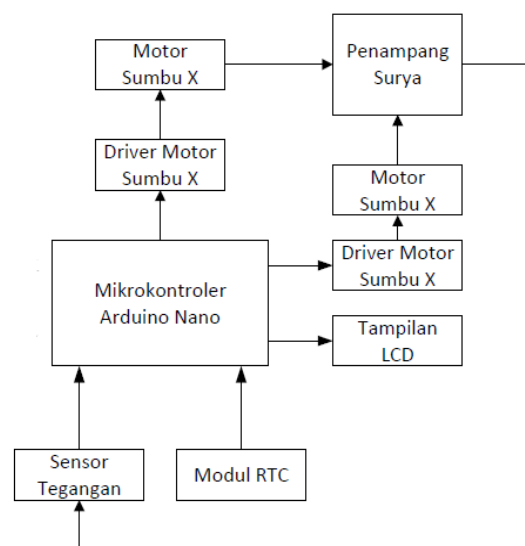 Motor
Sumbu X
Penampang
Surya
Driver Motor
Sumbu X
Motor
Sumbu X
Mikrokontroler
Arduino Nano
Driver Motor
Sumbu X
Tampilan
LCD
Sensor
Tegangan
Modul RTC